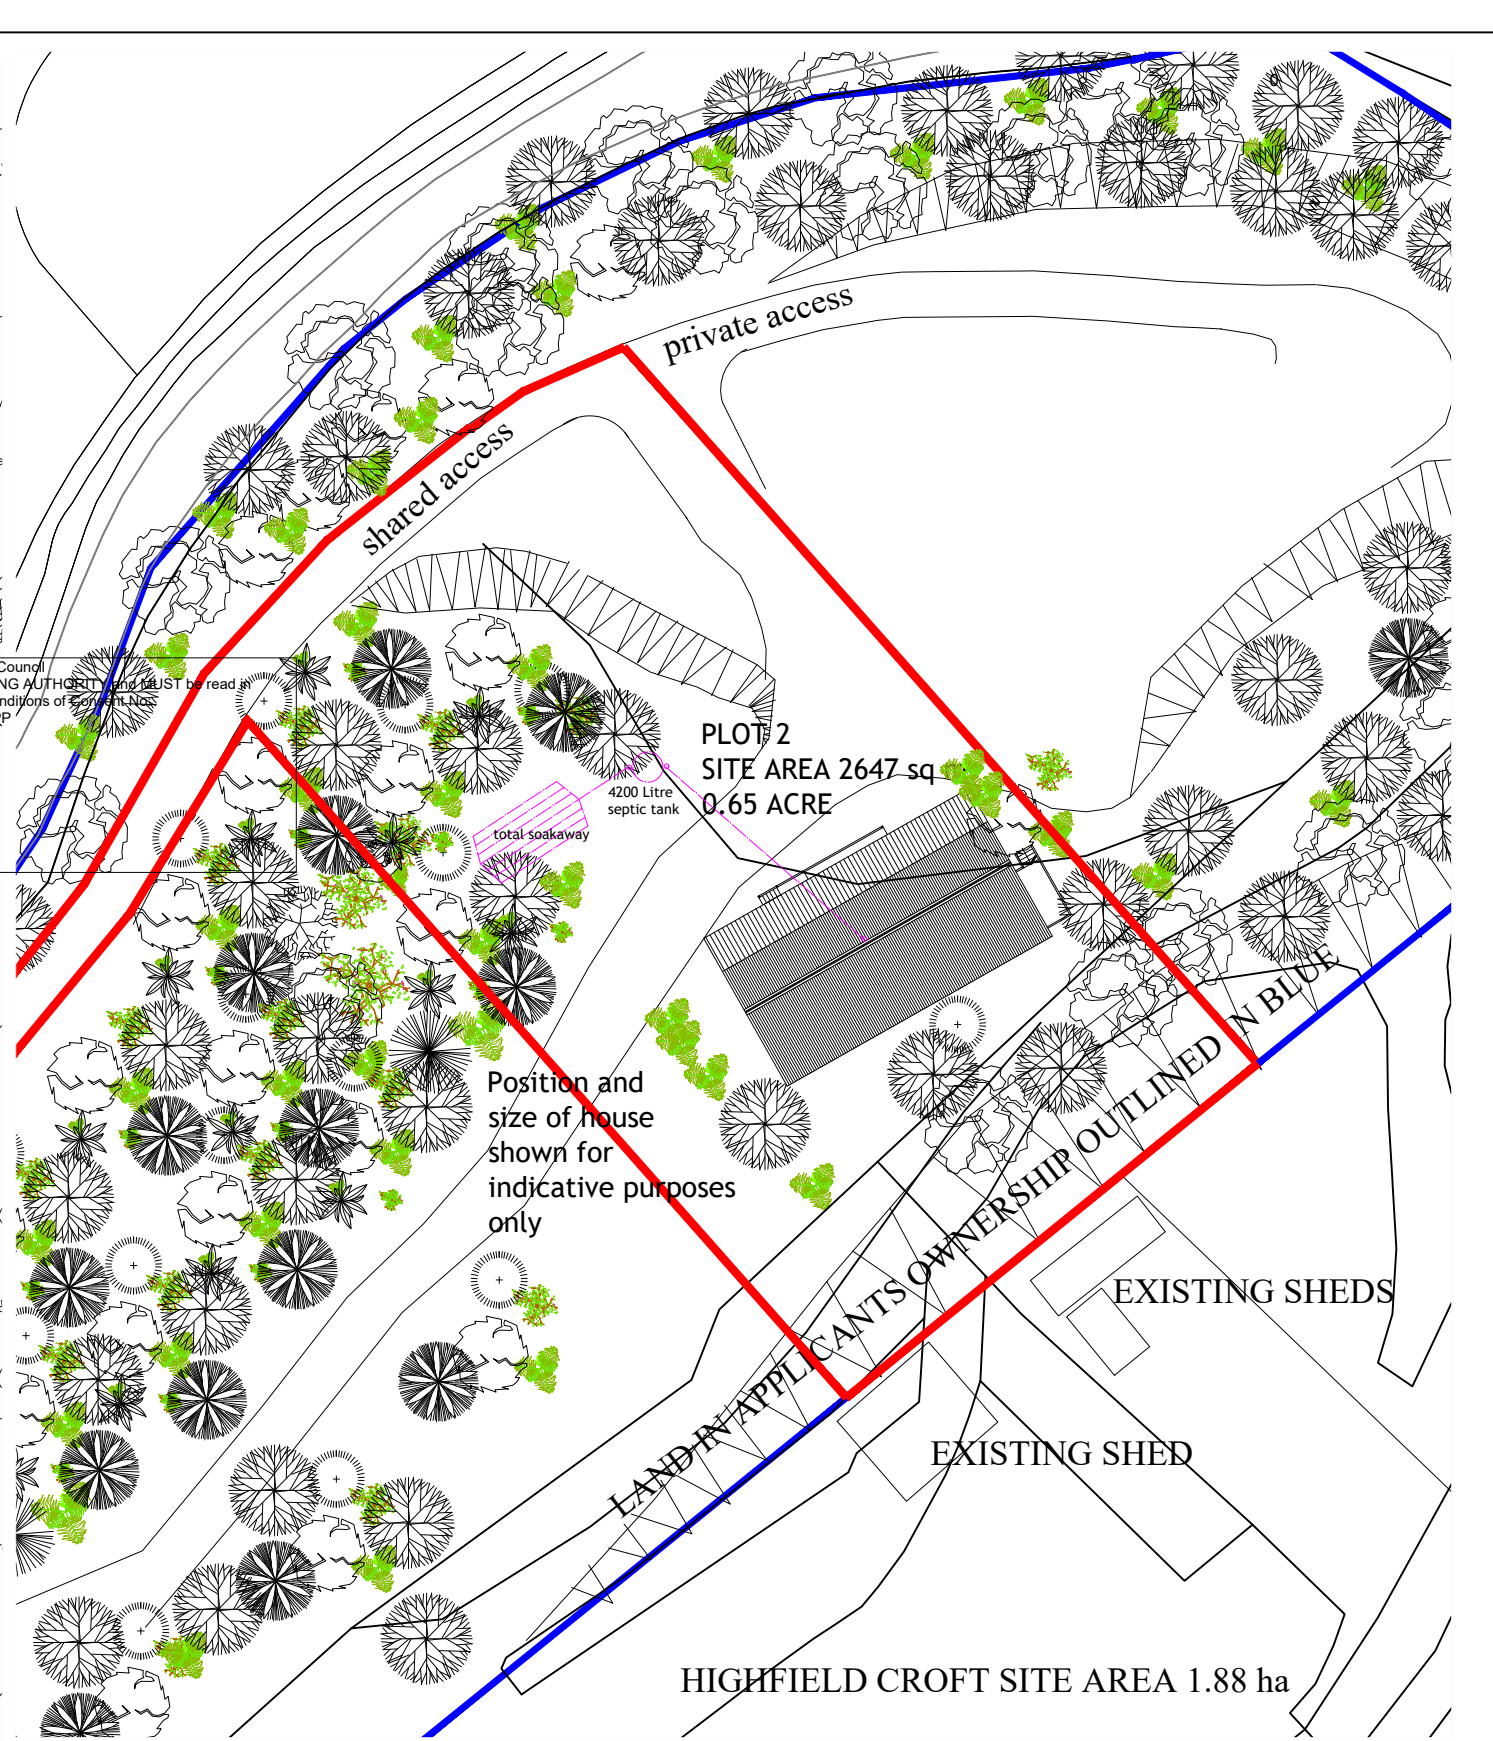 private access
shared access
Council
NG AUTHORITY and MUST be read in
nditions of Consent No:
PP
PLOT 2
SITE AREA 2647 sq
0.65 ACRE
4200 Litre
septic tank
total soakaway
Position and
size of house
shown for
indicative purposes
only
LAND IN APPLICANTS OWNERSHIP OUTLINED IN BLUE
EXISTING SHEDS
EXISTING SHED
HIGHFIELD CROFT SITE AREA 1.88 ha